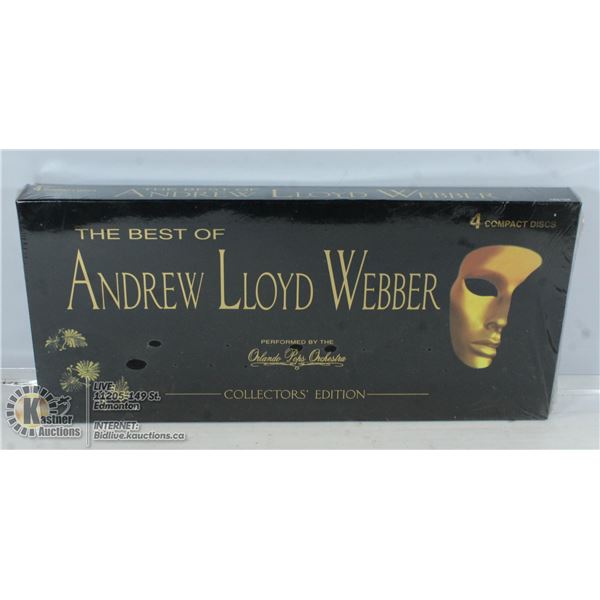 THE BEST OF
ANDREW LLOYD WEBBER
THE BEST OF
4 COMPACT DISCS
ANDREW LLOYD WEBBER
PERFORMED BY THE
Orlando Pops Orchestra
COLLECTORS' EDITION
Kastner
Auctions
LIVE:
11205-149 St.
Edmonton
INTERNET:
Bidlive.kauctions.ca